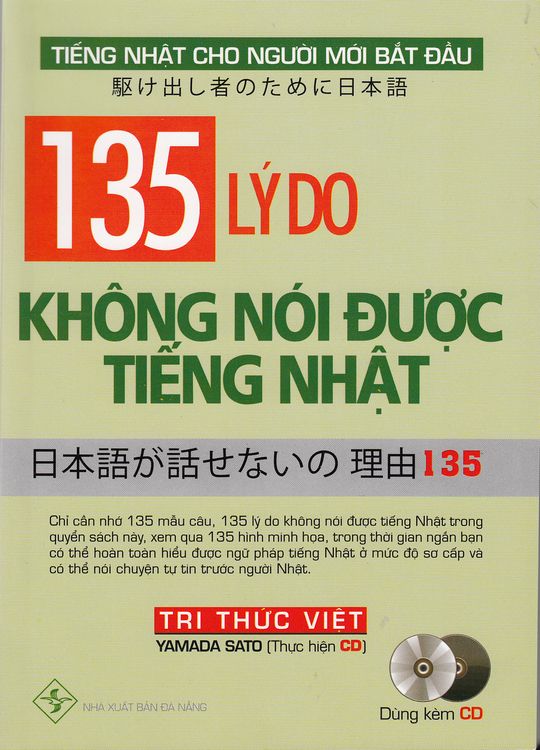 TIẾNG NHẬT CHO NGƯỜI MỚI BẮT ĐẦU
駆け出し者のために日本語
135 LÝ DO
KHÔNG NÓI ĐƯỢC
TIẾNG NHẬT
日本語が話せないの 理由135
Chỉ cần nhớ 135 mẫu câu, 135 lý do không nói được tiếng Nhật trong
quyển sách này, xem qua 135 hình minh họa, trong thời gian ngắn bạn
có thể hoàn toàn hiểu được ngữ pháp tiếng Nhật ở mức độ sơ cấp và
có thể nói chuyện tự tin trước người Nhật.
TRI THỨC VIỆT
YAMADA SATO (Thực hiện CD)
NHÀ XUẤT BẢN ĐÀ NẴNG
Dùng kèm CD